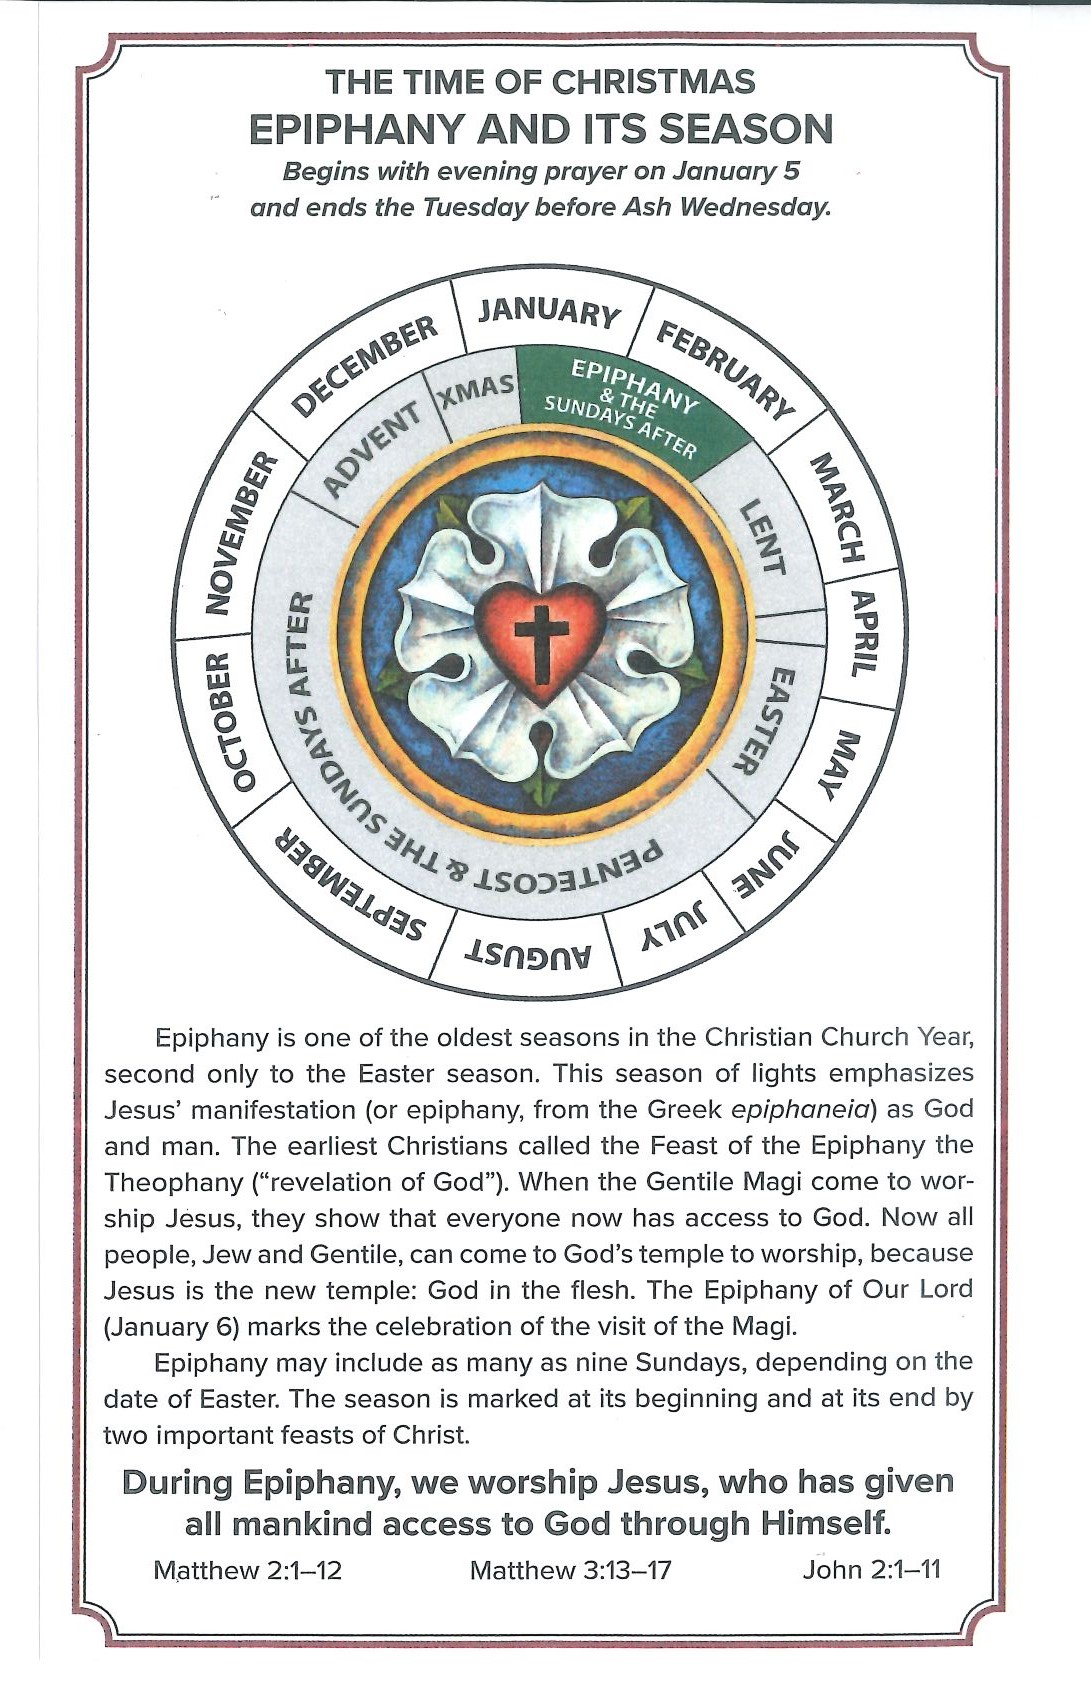 THE TIME OF CHRISTMAS
EPIPHANY AND ITS SEASON
Begins with evening prayer on January 5
and ends the Tuesday before Ash Wednesday.
JANUARY
FEBRUARY
MARCH
APRIL
MAY
JUNE
JULY
AUGUST
SEPTEMBER
OCTOBER
NOVEMBER
DECEMBER
ADVENT
XMAS
EPIPHANY
& THE
SUNDAYS AFTER
LENT
EASTER
PENTECOST & THE SUNDAYS AFTER
Epiphany is one of the oldest seasons in the Christian Church Year,
second only to the Easter season. This season of lights emphasizes
Jesus’ manifestation (or epiphany, from the Greek epiphaneia) as God
and man. The earliest Christians called the Feast of the Epiphany the
Theophany (“revelation of God”). When the Gentile Magi come to wor-
ship Jesus, they show that everyone now has access to God. Now all
people, Jew and Gentile, can come to God’s temple to worship, because
Jesus is the new temple: God in the flesh. The Epiphany of Our Lord
(January 6) marks the celebration of the visit of the Magi.
Epiphany may include as many as nine Sundays, depending on the
date of Easter. The season is marked at its beginning and at its end by
two important feasts of Christ.
During Epiphany, we worship Jesus, who has given
all mankind access to God through Himself.
Matthew 2:1–12 Matthew 3:13–17 John 2:1–11